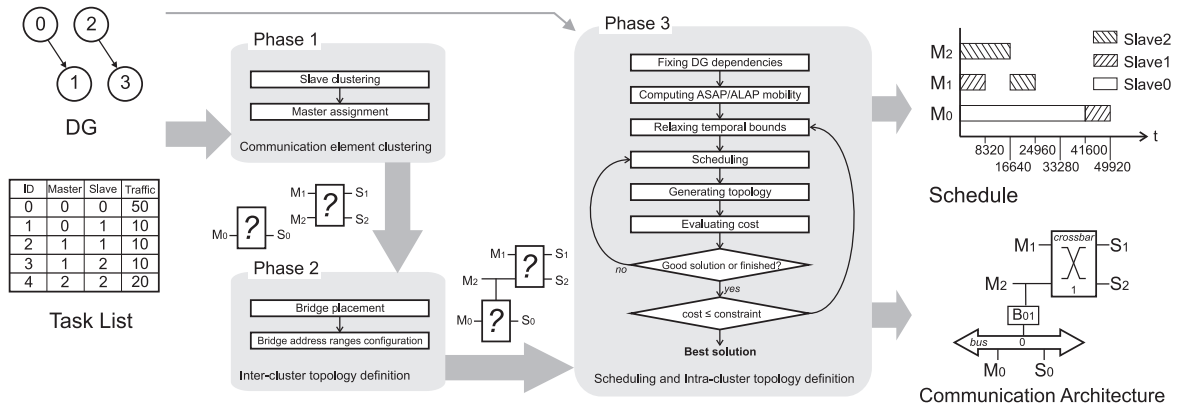 0
2
1
3
DG
ID Master Slave Traffic
0 0 0 50
1 0 1 10
2 1 1 10
3 1 2 10
4 2 2 20
Task List
Phase 1
Slave clustering
Master assignment
Communication element clustering
M1 S1
?
M2 S2
M0 ? S0
Phase 2
Bridge placement
Bridge address ranges configuration
Inter-cluster topology definition
M1 ? S1
M2 S2
M0 ? S0
Phase 3
Fixing DG dependencies
Computing ASAP/ALAP mobility
Relaxing temporal bounds
Scheduling
Generating topology
Evaluating cost
Good solution or finished?
no
yes
cost ≤ constraint
Best solution
Scheduling and Intra-cluster topology definition
M2
M1
M0
Slave2
Slave1
Slave0
t
8320 24960 41600
16640 33280 49920
Schedule
crossbar
M1 S1
M2 S2
1
B01
bus 0
M0 S0
Communication Architecture